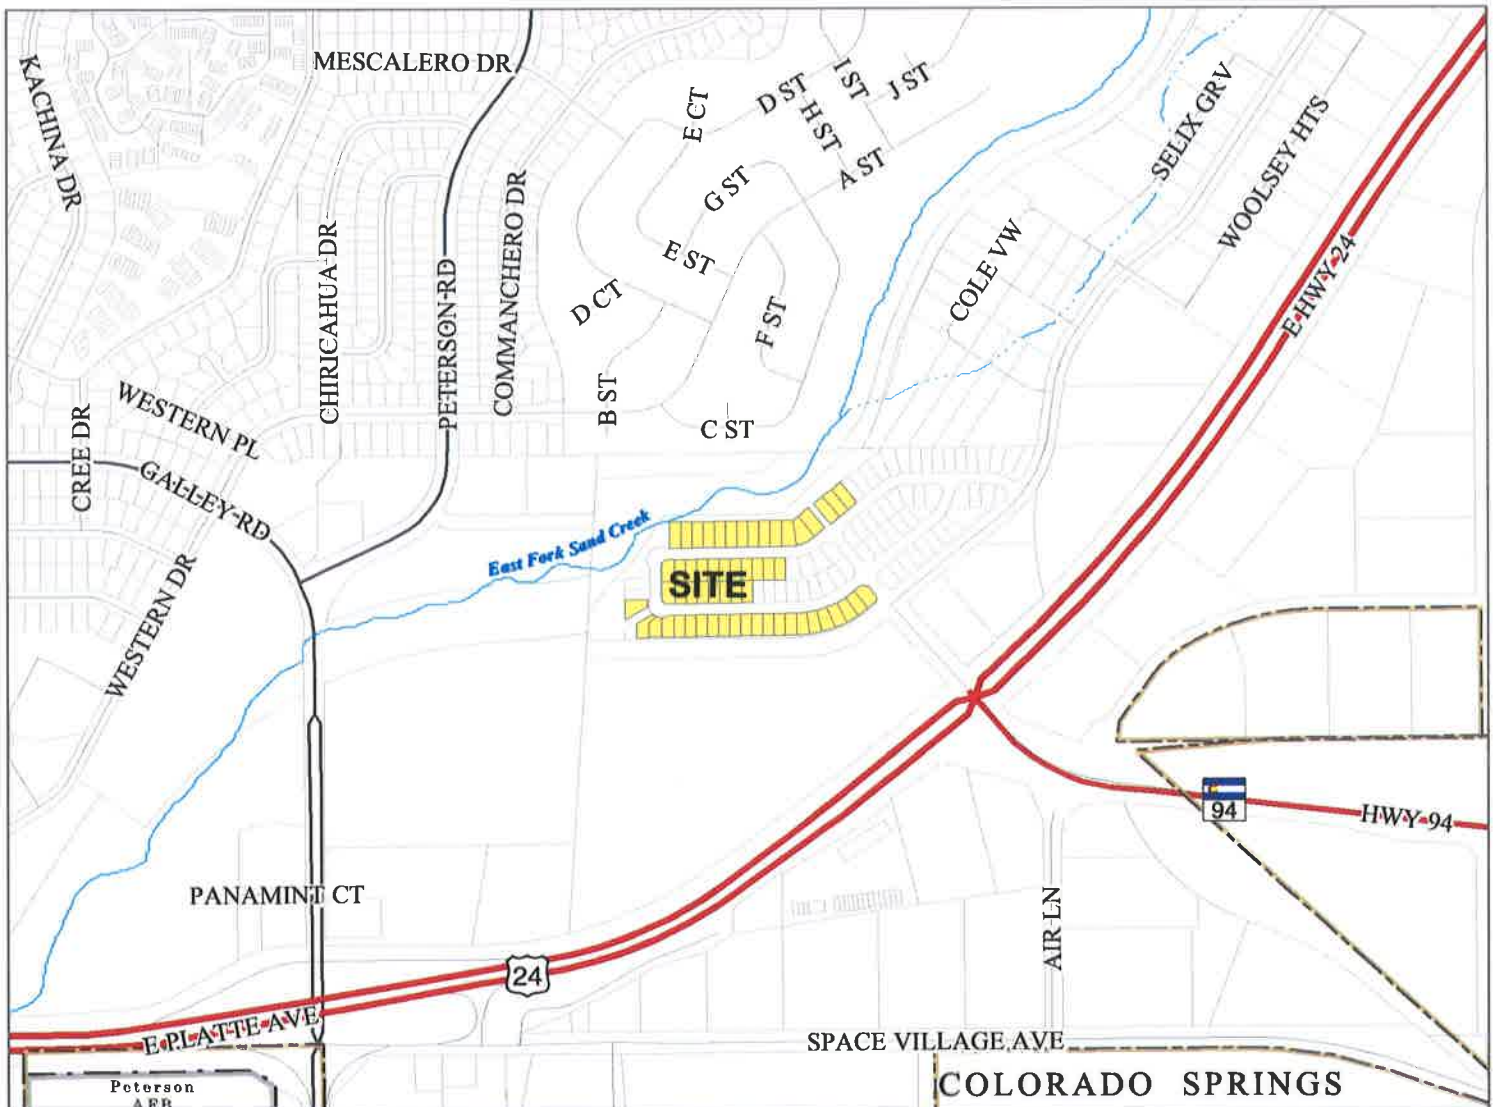 MESCALERO DR
KACHINA DR
E CT
D ST
I ST
J ST
H ST
A ST
G ST
E ST
D CT
F ST
B ST
C ST
SELIX GRV
WOOLSEY HTS
COLE VW
E HWY 24
CHIRICAHUA DR
PETERSON RD
COMMANCHERO DR
WESTERN PL
CREE DR
GALLEY RD
WESTERN DR
East Fork Sand Creek
SITE
94
HWY 94
PANAMINT CT
AIR LN
24
E PLATTE AVE
SPACE VILLAGE AVE
Peterson
AFB
COLORADO SPRINGS